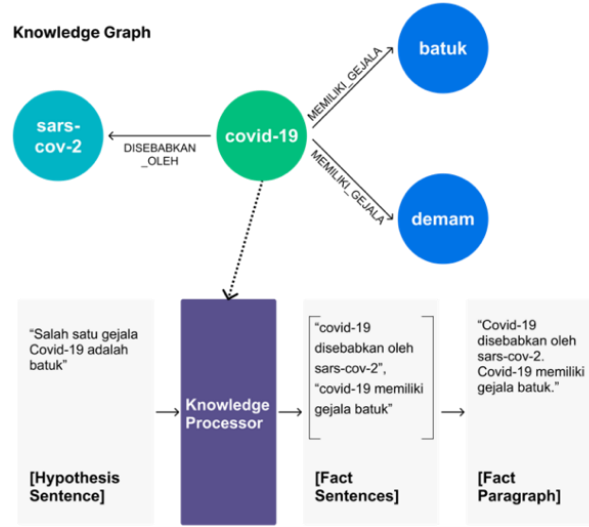 Knowledge Graph
batuk
MEMILIKI_GEJALA
sars-
cov-2
covid-19
DISEBABKAN
_OLEH
MEMILIKI_GEJALA
demam
“Salah satu gejala
Covid-19 adalah
batuk”
[Hypothesis
Sentence]
Knowledge
Processor
“covid-19
disebabkan oleh
sars-cov-2”,
“covid-19 memiliki
gejala batuk”
[Fact
Sentences]
“Covid-19
disebabkan oleh
sars-cov-2.
Covid-19 memiliki
gejala batuk.”
[Fact
Paragraph]